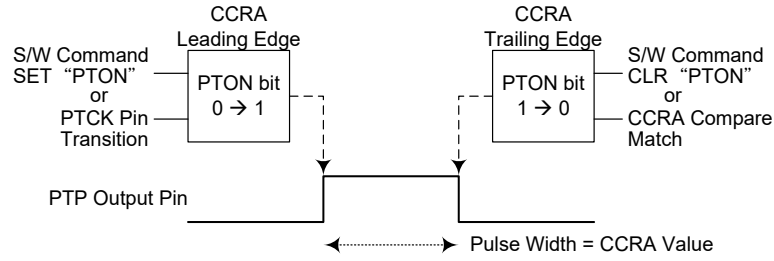 CCRA
Leading Edge
S/W Command
SET “PTON”
or
PTCK Pin
Transition
PTON bit
0 → 1
CCRA
Trailing Edge
PTON bit
1 → 0
S/W Command
CLR “PTON”
or
CCRA Compare
Match
PTP Output Pin
Pulse Width = CCRA Value